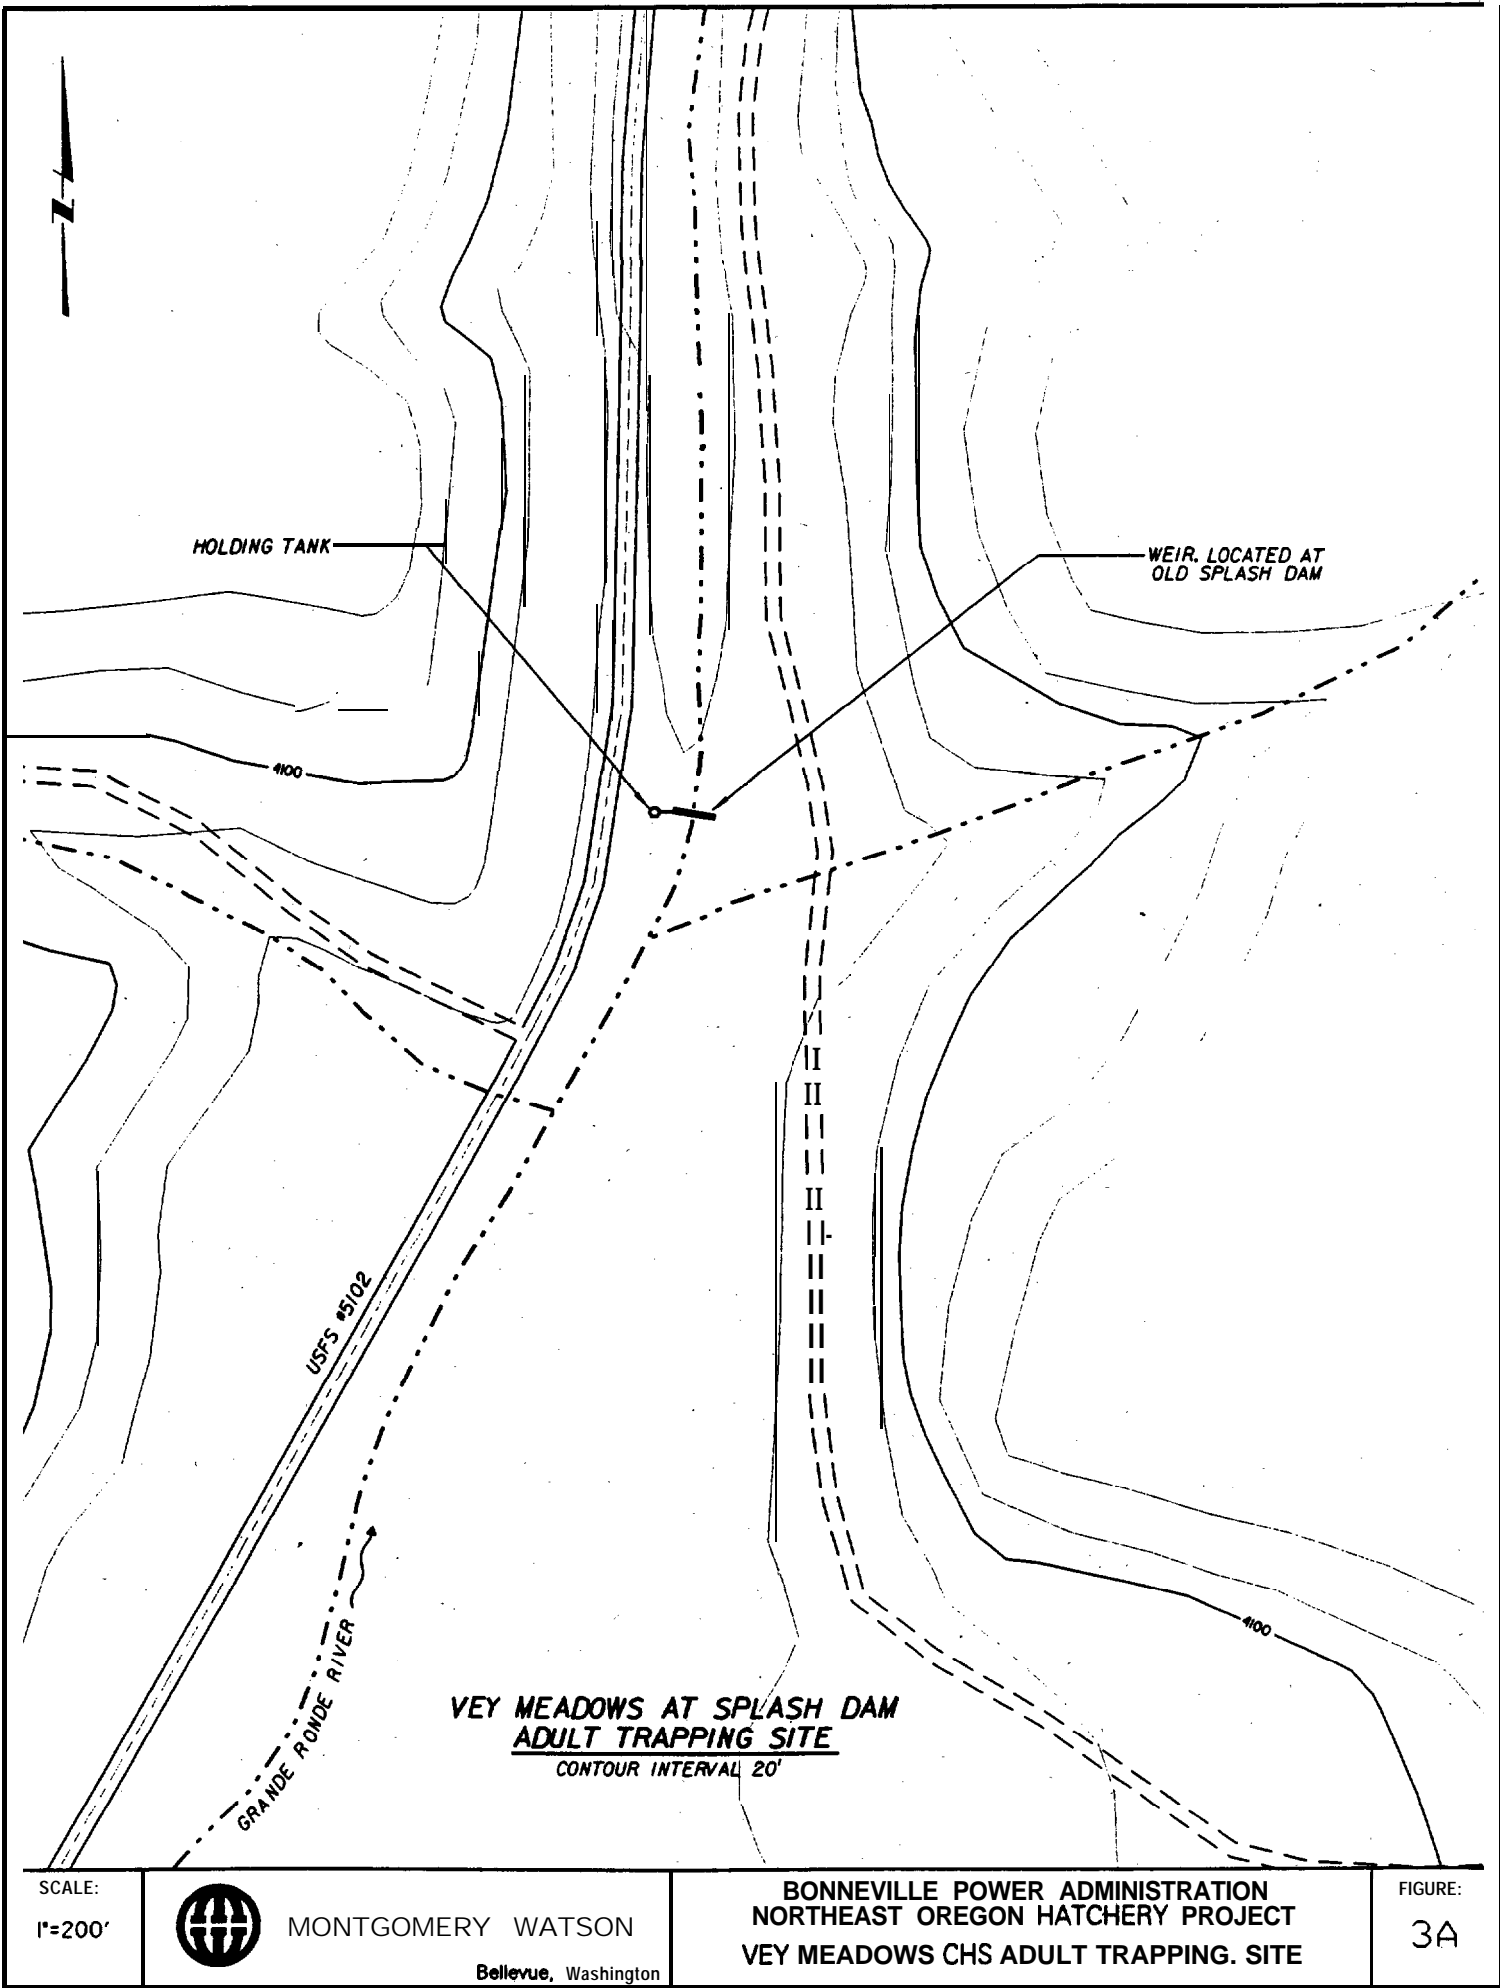 Z
HOLDING TANK
WEIR, LOCATED AT
OLD SPLASH DAM
4100
USFS #5102
4100
GRANDE RONDE RIVER
VEY MEADOWS AT SPLASH DAM
ADULT TRAPPING SITE
CONTOUR INTERVAL 20'
SCALE:
1"=200'
MONTGOMERY WATSON
Bellevue, Washington
BONNEVILLE POWER ADMINISTRATION
NORTHEAST OREGON HATCHERY PROJECT
VEY MEADOWS CHS ADULT TRAPPING. SITE
FIGURE:
3A